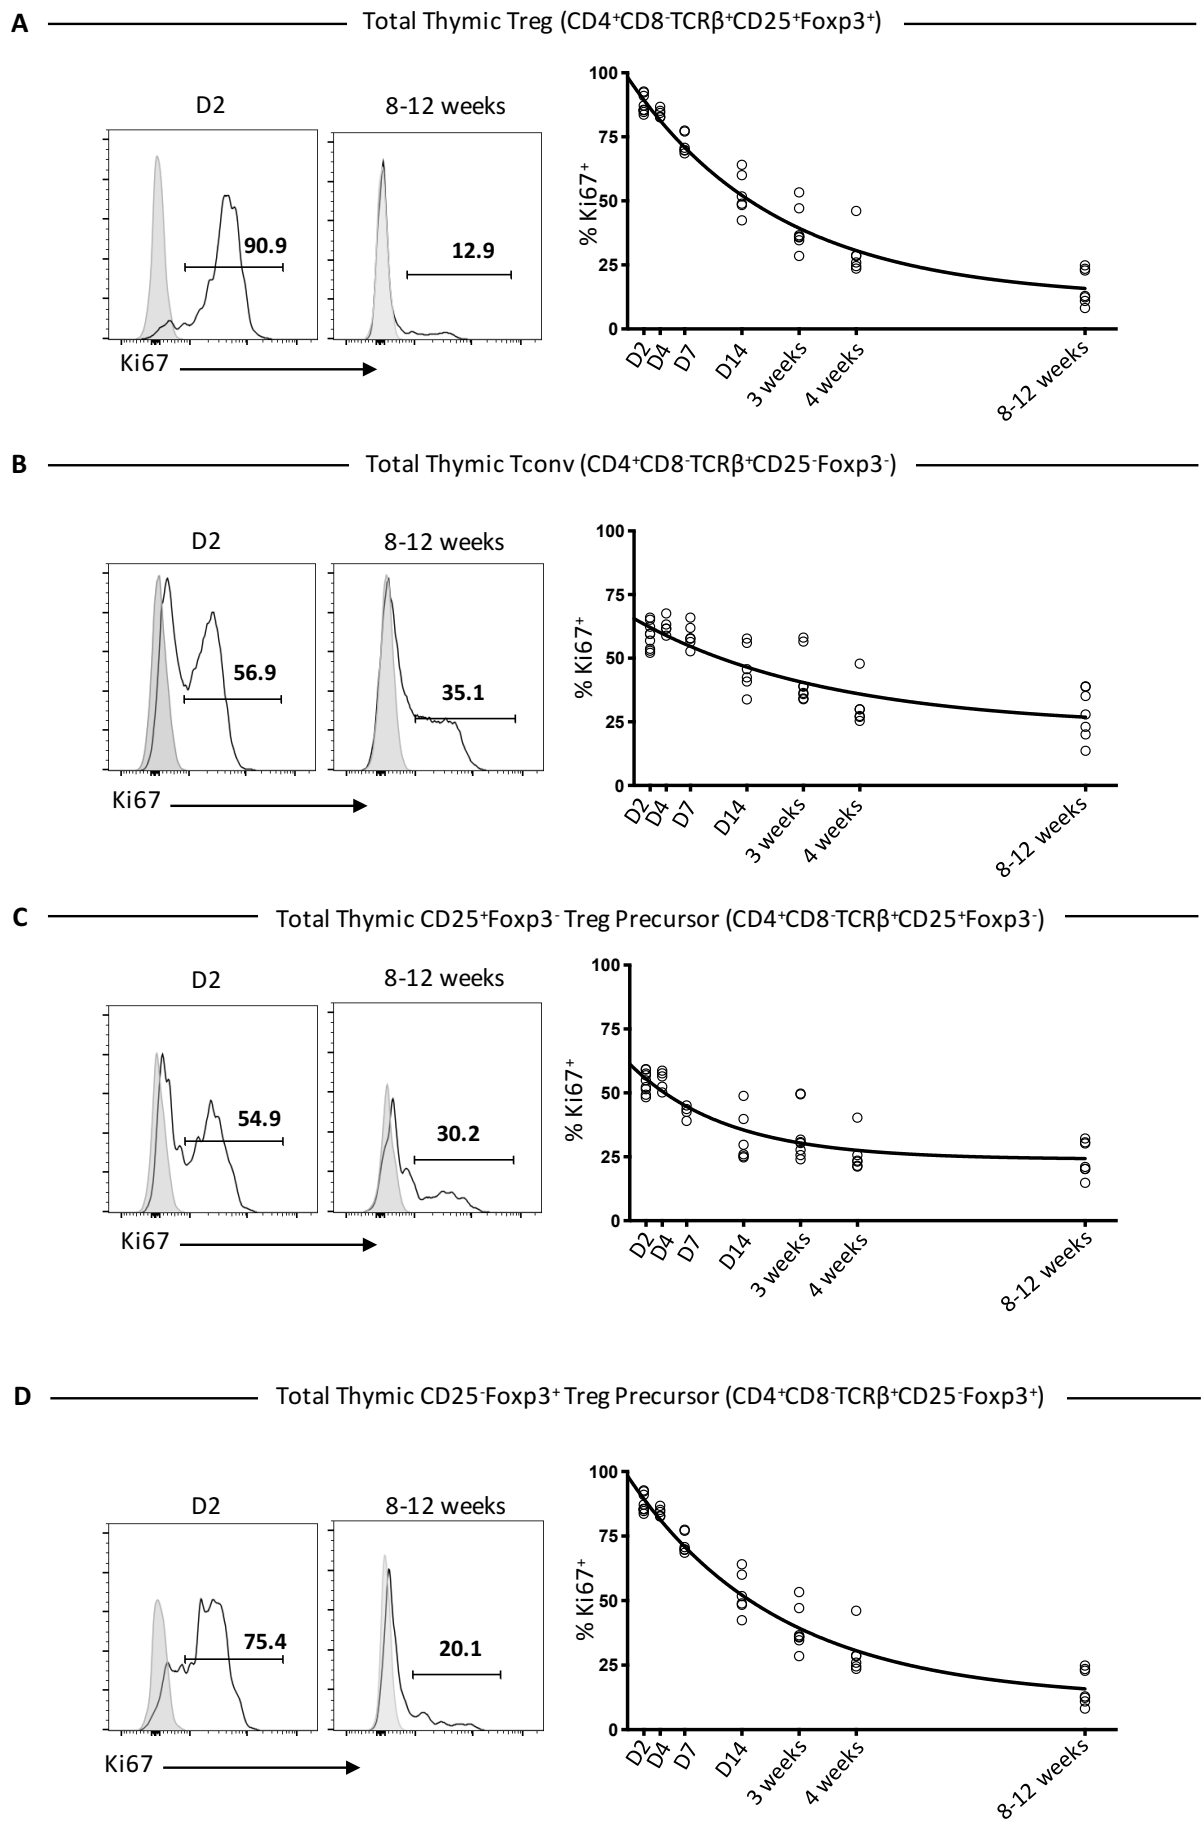 A Total Thymic Treg (CD4⁺CD8⁻TCRβ⁺CD25⁺Foxp3⁺)
D2
8-12 weeks
90.9
12.9
Ki67
% Ki67⁺
100
75
50
25
0
D2 D4 D7 D14 3 weeks 4 weeks 8-12 weeks
B Total Thymic Tconv (CD4⁺CD8⁻TCRβ⁺CD25⁻Foxp3⁻)
D2
8-12 weeks
56.9
35.1
Ki67
% Ki67⁺
100
75
50
25
0
D2 D4 D7 D14 3 weeks 4 weeks 8-12 weeks
C Total Thymic CD25⁺Foxp3⁻ Treg Precursor (CD4⁺CD8⁻TCRβ⁺CD25⁺Foxp3⁻)
D2
8-12 weeks
54.9
30.2
Ki67
% Ki67⁺
100
75
50
25
0
D2 D4 D7 D14 3 weeks 4 weeks 8-12 weeks
D Total Thymic CD25⁻Foxp3⁺ Treg Precursor (CD4⁺CD8⁻TCRβ⁺CD25⁻Foxp3⁺)
D2
8-12 weeks
75.4
20.1
Ki67
% Ki67⁺
100
75
50
25
0
D2 D4 D7 D14 3 weeks 4 weeks 8-12 weeks